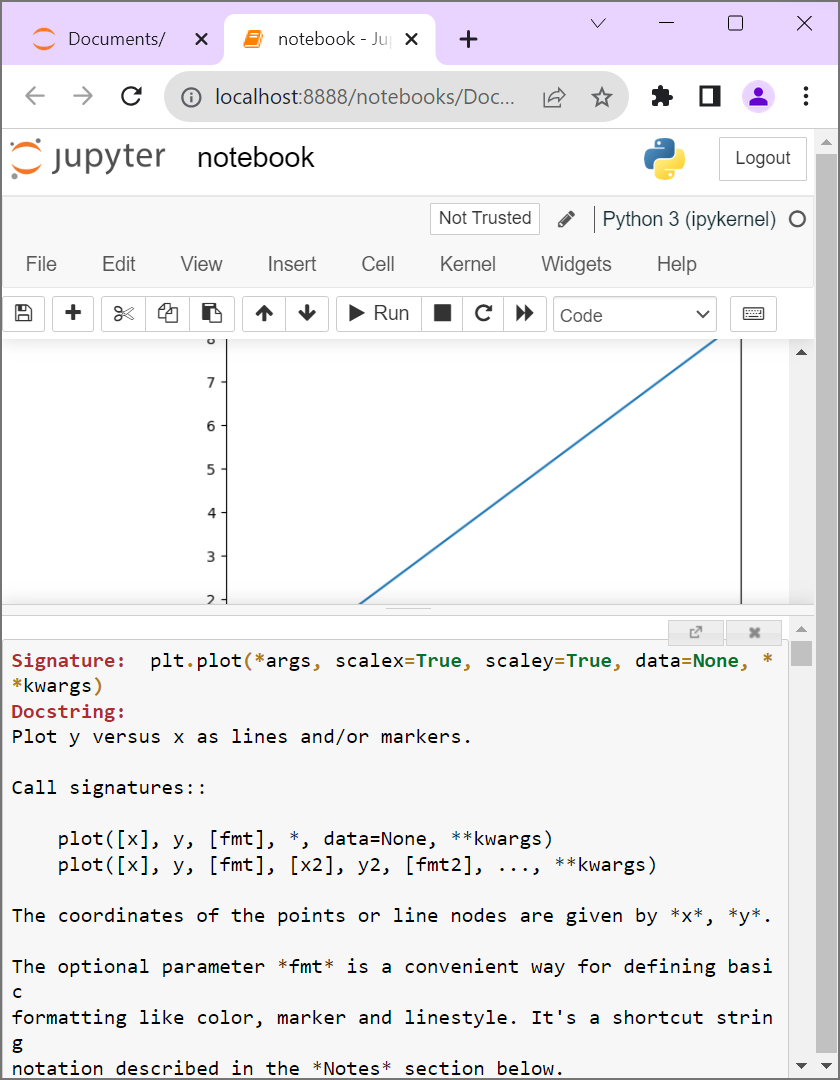 Documents/
notebook - Ju
localhost:8888/notebooks/Doc...
jupyter notebook
Logout
Not Trusted
Python 3 (ipykernel)
File Edit View Insert Cell Kernel Widgets Help
Run
Code
8
7
6
5
4
3
2
Signature: plt.plot(*args, scalex=True, scaley=True, data=None, *
*kwargs)
Docstring:
Plot y versus x as lines and/or markers.
Call signatures::
plot([x], y, [fmt], *, data=None, **kwargs)
plot([x], y, [fmt], [x2], y2, [fmt2], ..., **kwargs)
The coordinates of the points or line nodes are given by *x*, *y*.
The optional parameter *fmt* is a convenient way for defining basi
c
formatting like color, marker and linestyle. It's a shortcut strin
g
notation described in the *Notes* section below.